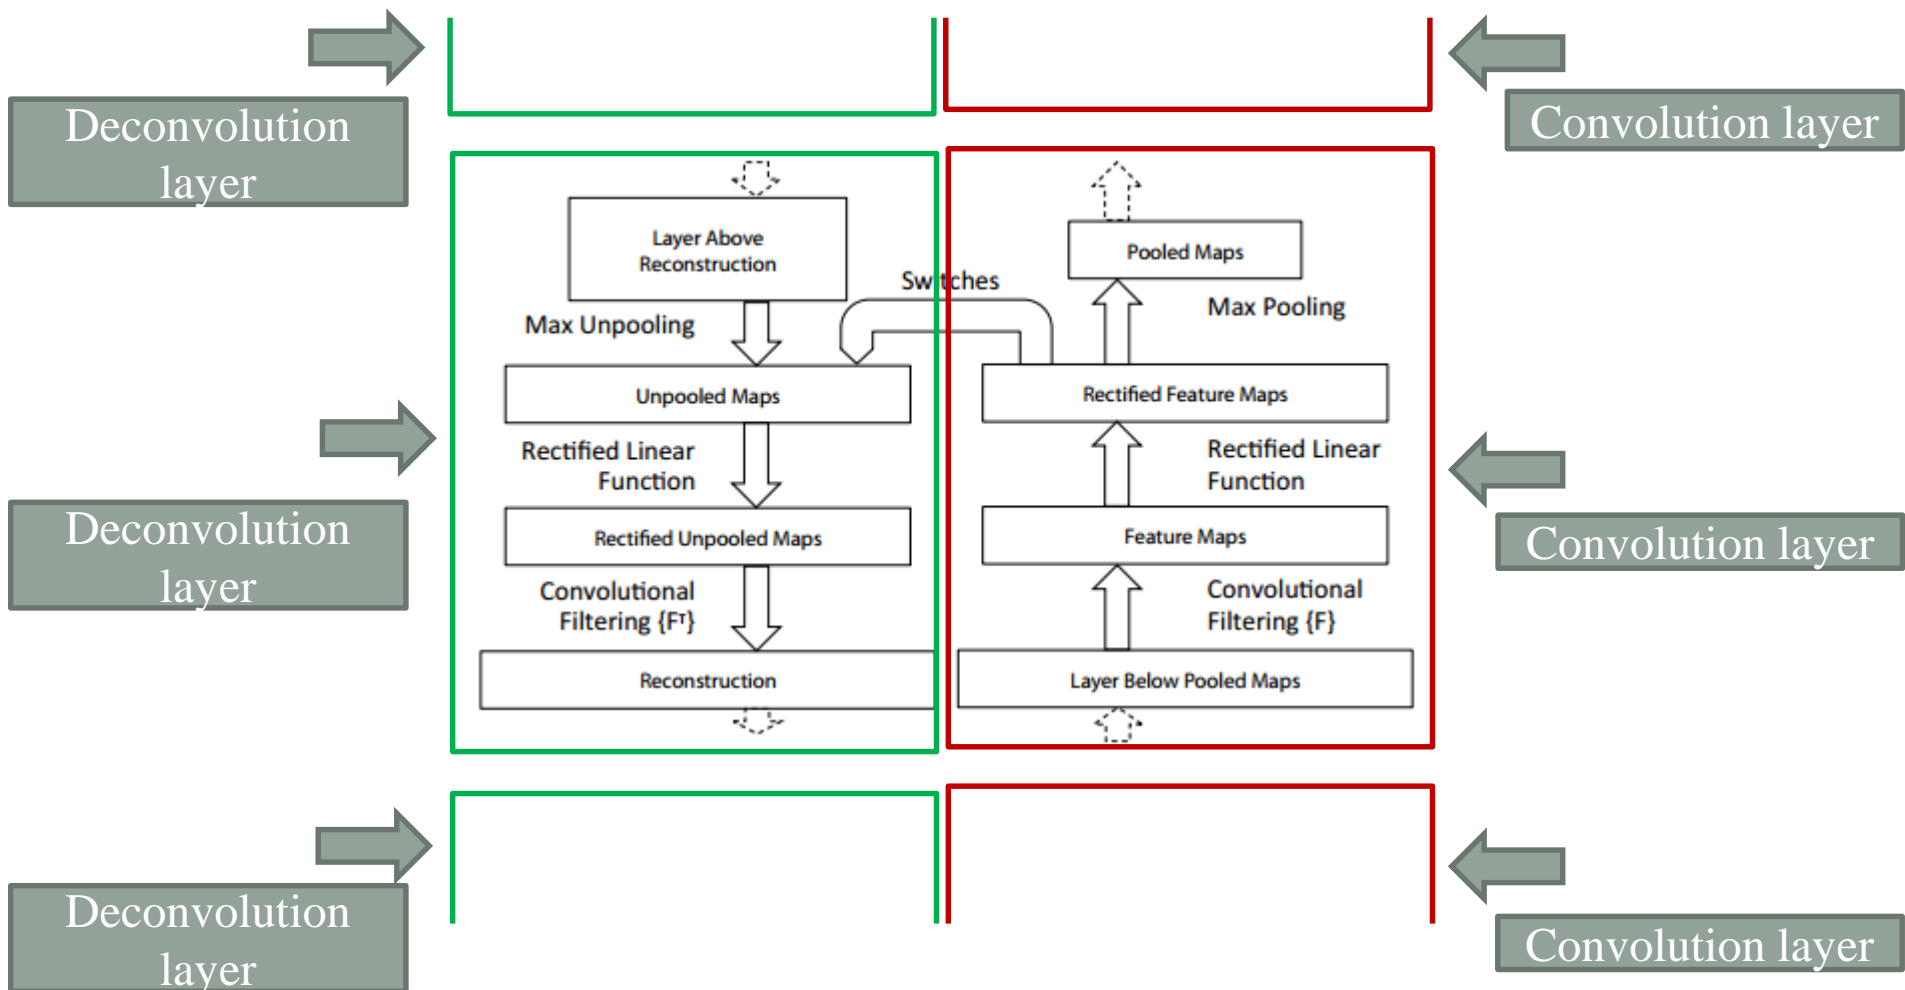 Deconvolution
layer
Convolution layer
Layer Above
Reconstruction
Pooled Maps
Switches
Max Unpooling
Max Pooling
Unpooled Maps
Rectified Feature Maps
Rectified Linear
Function
Rectified Linear
Function
Deconvolution
layer
Rectified Unpooled Maps
Feature Maps
Convolution layer
Convolutional
Filtering {Fᵀ}
Convolutional
Filtering {F}
Reconstruction
Layer Below Pooled Maps
Deconvolution
layer
Convolution layer